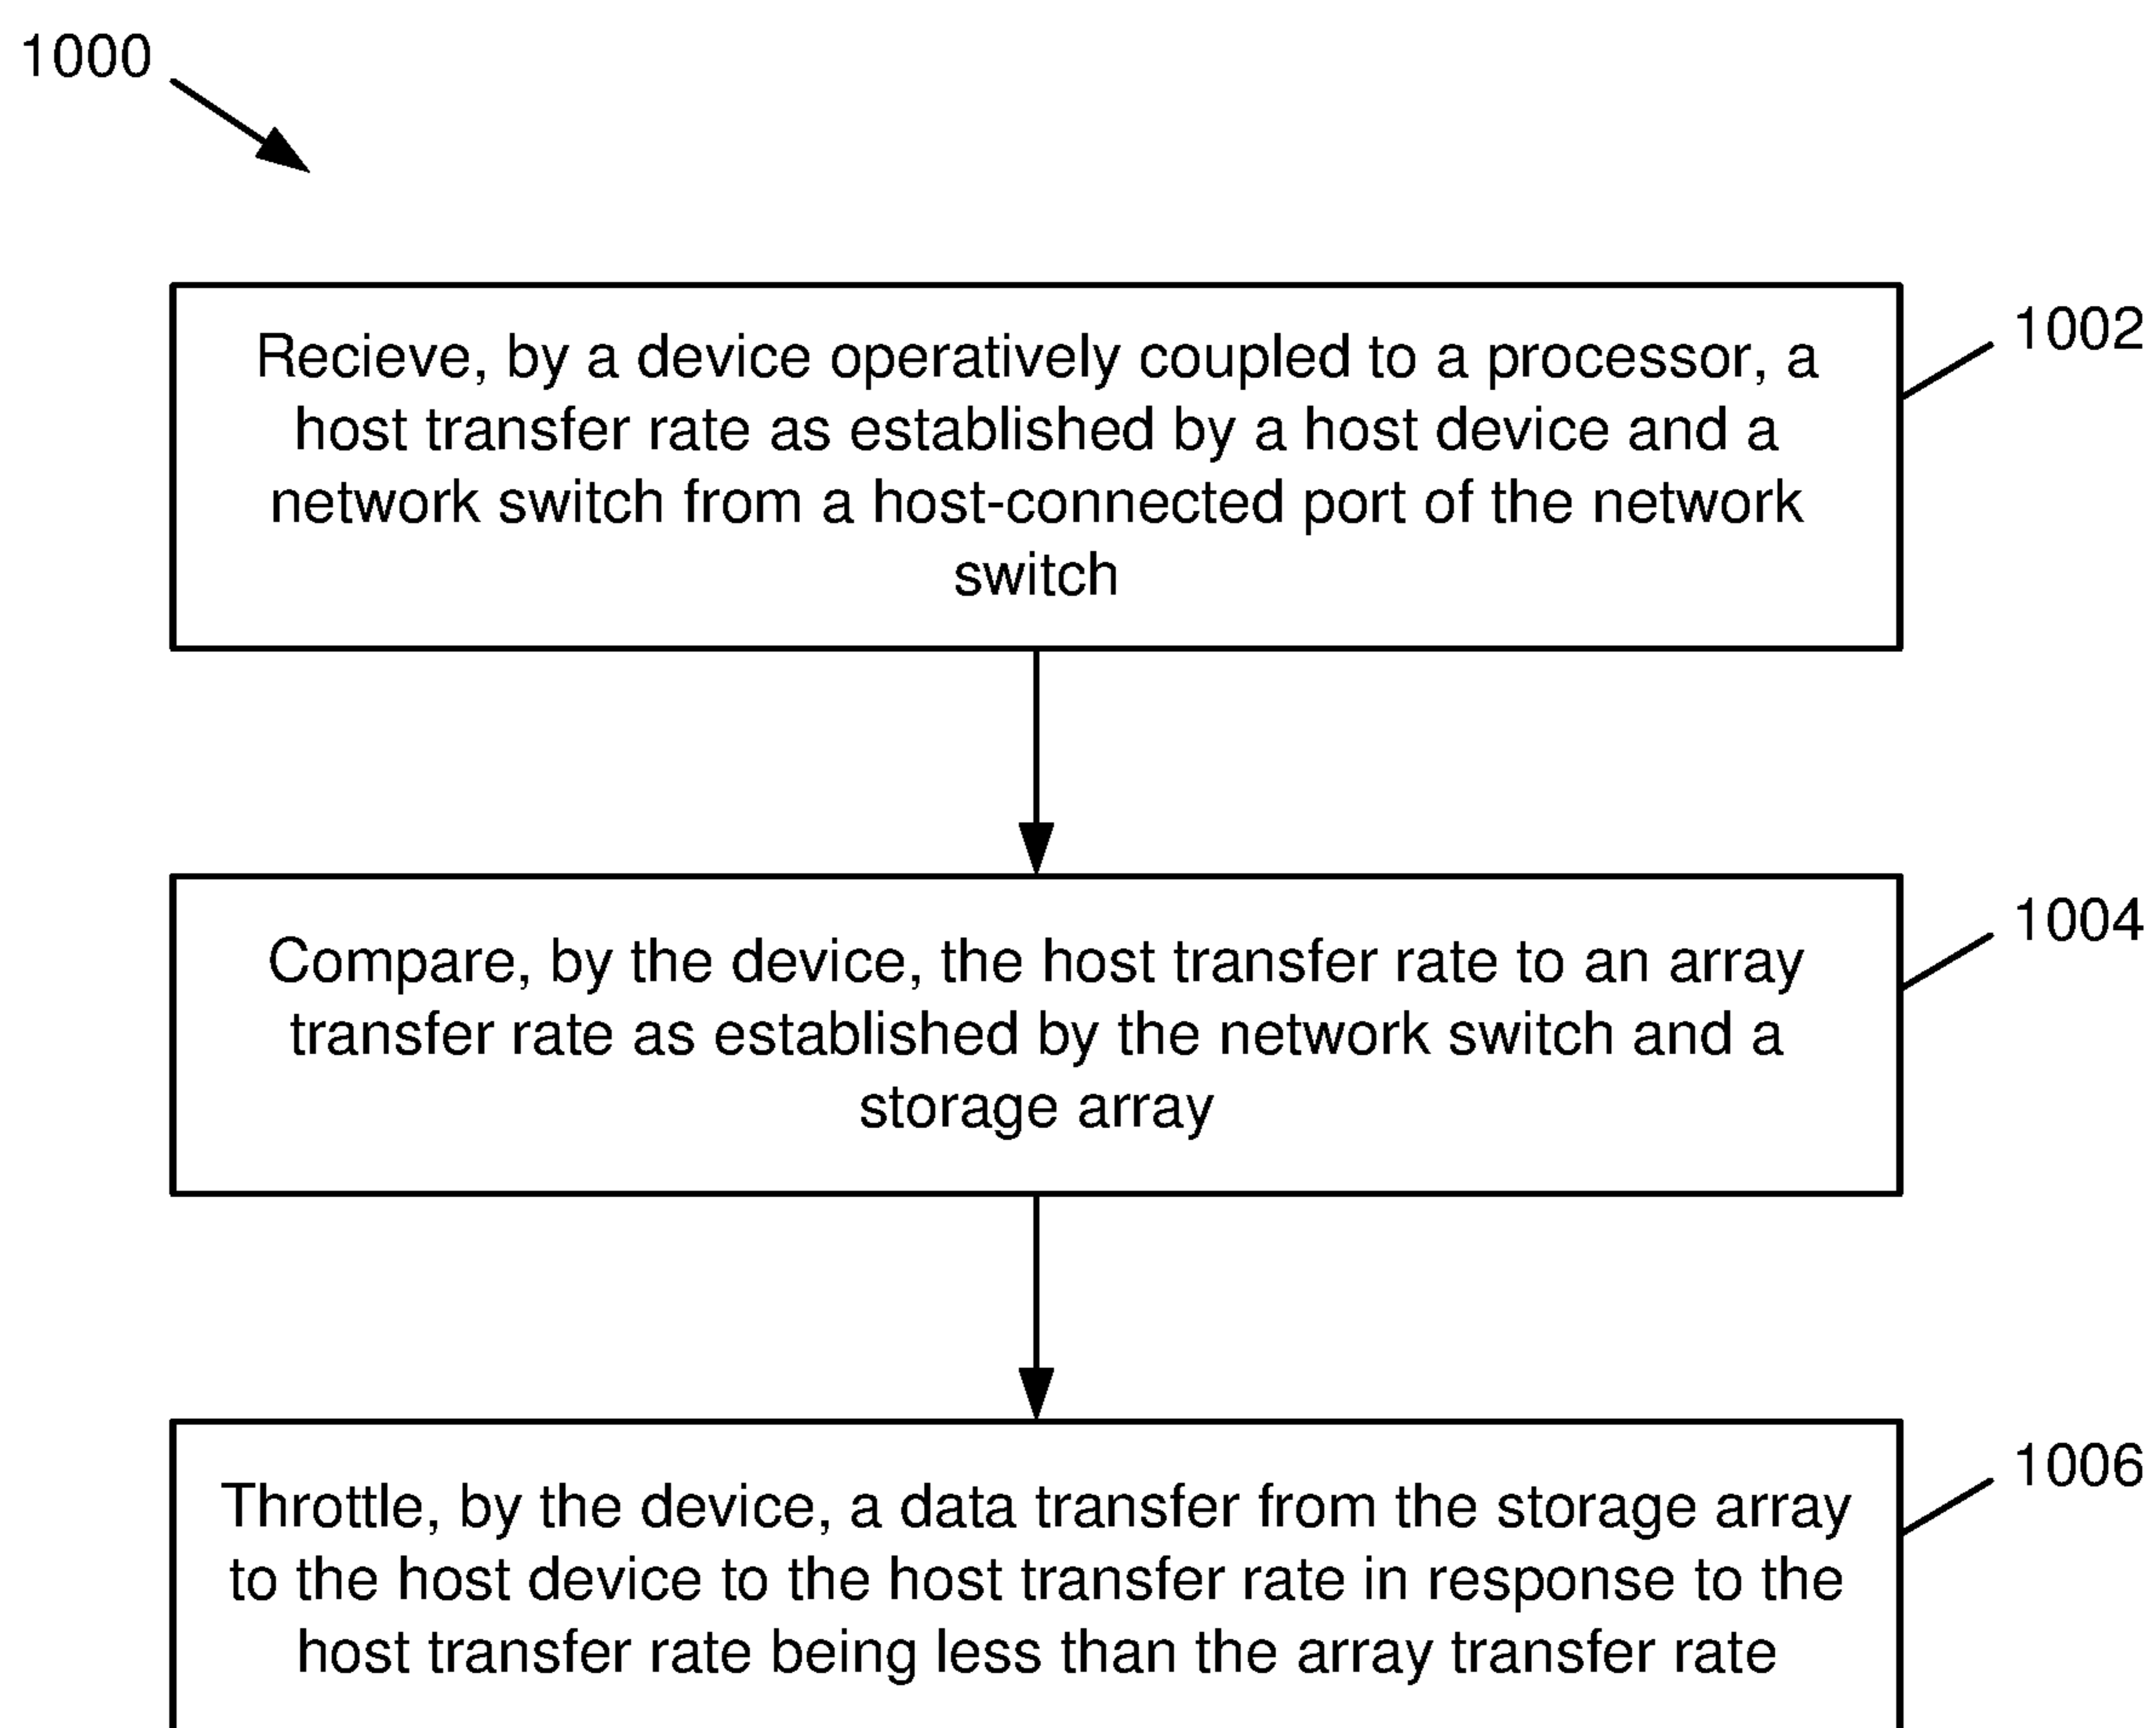 1000
1002
Recieve, by a device operatively coupled to a processor, a
host transfer rate as established by a host device and a
network switch from a host-connected port of the network
switch
1004
Compare, by the device, the host transfer rate to an array
transfer rate as established by the network switch and a
storage array
1006
Throttle, by the device, a data transfer from the storage array
to the host device to the host transfer rate in response to the
host transfer rate being less than the array transfer rate